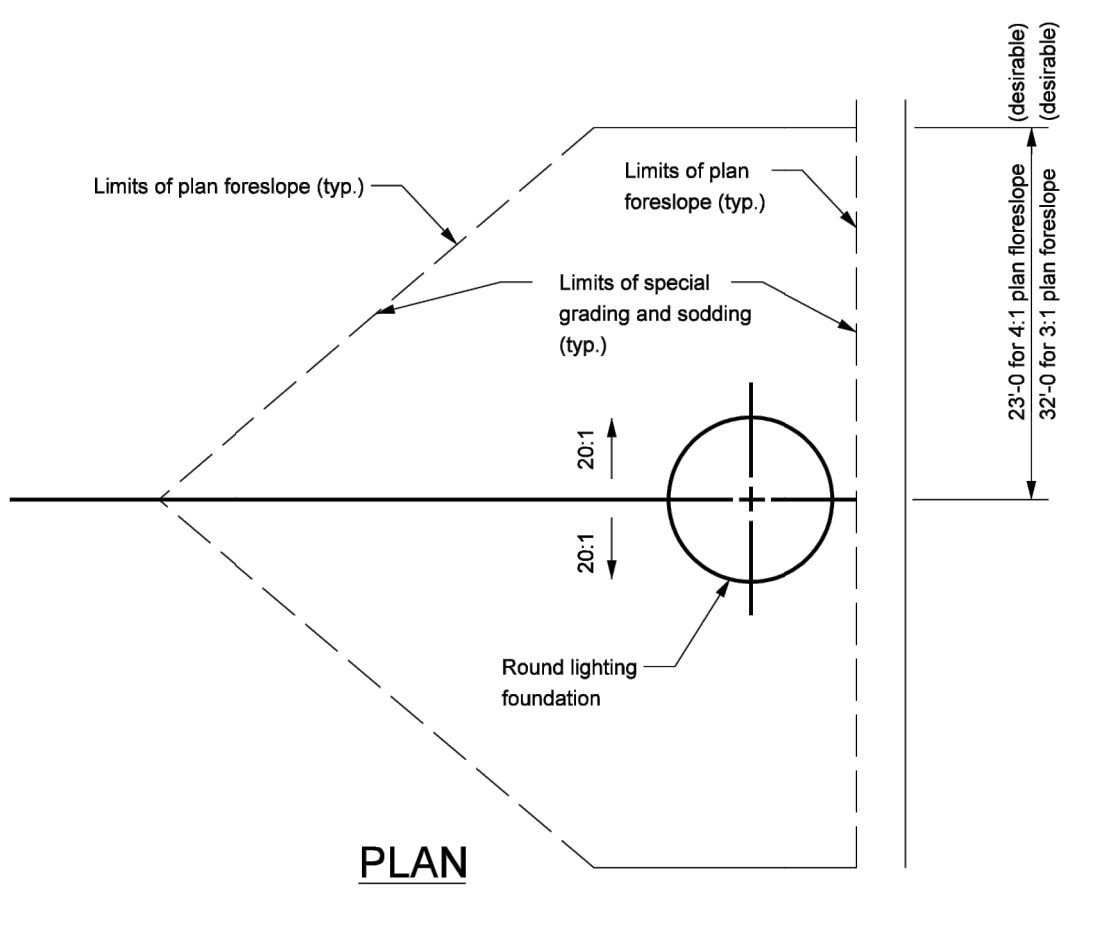 (desirable)
(desirable)
23'-0 for 4:1 plan floreslope
32'-0 for 3:1 plan foreslope
Limits of plan foreslope (typ.)
Limits of plan
foreslope (typ.)
Limits of special
grading and sodding
(typ.)
20:1
20:1
Round lighting
foundation
PLAN